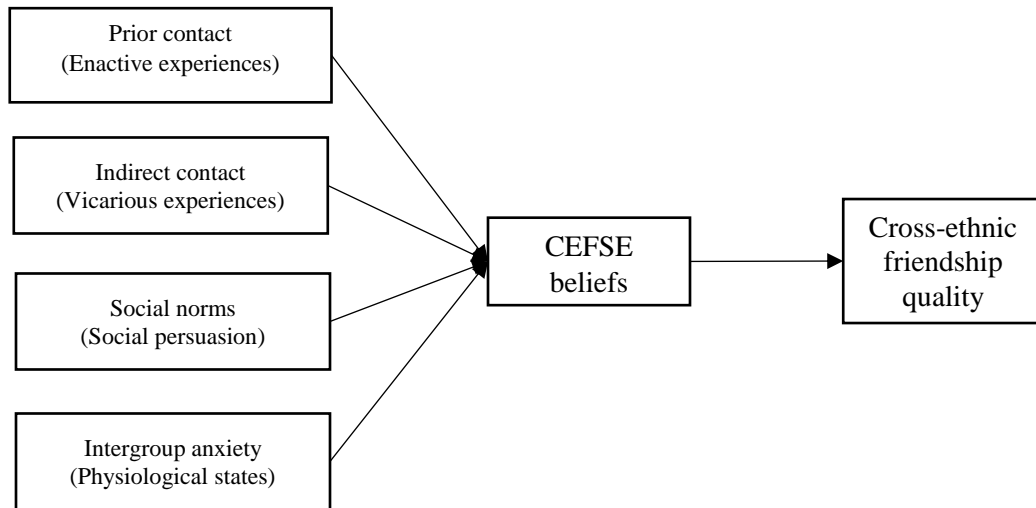 Prior contact
(Enactive experiences)
Indirect contact
(Vicarious experiences)
Social norms
(Social persuasion)
Intergroup anxiety
(Physiological states)
CEFSE
beliefs
Cross-ethnic
friendship
quality